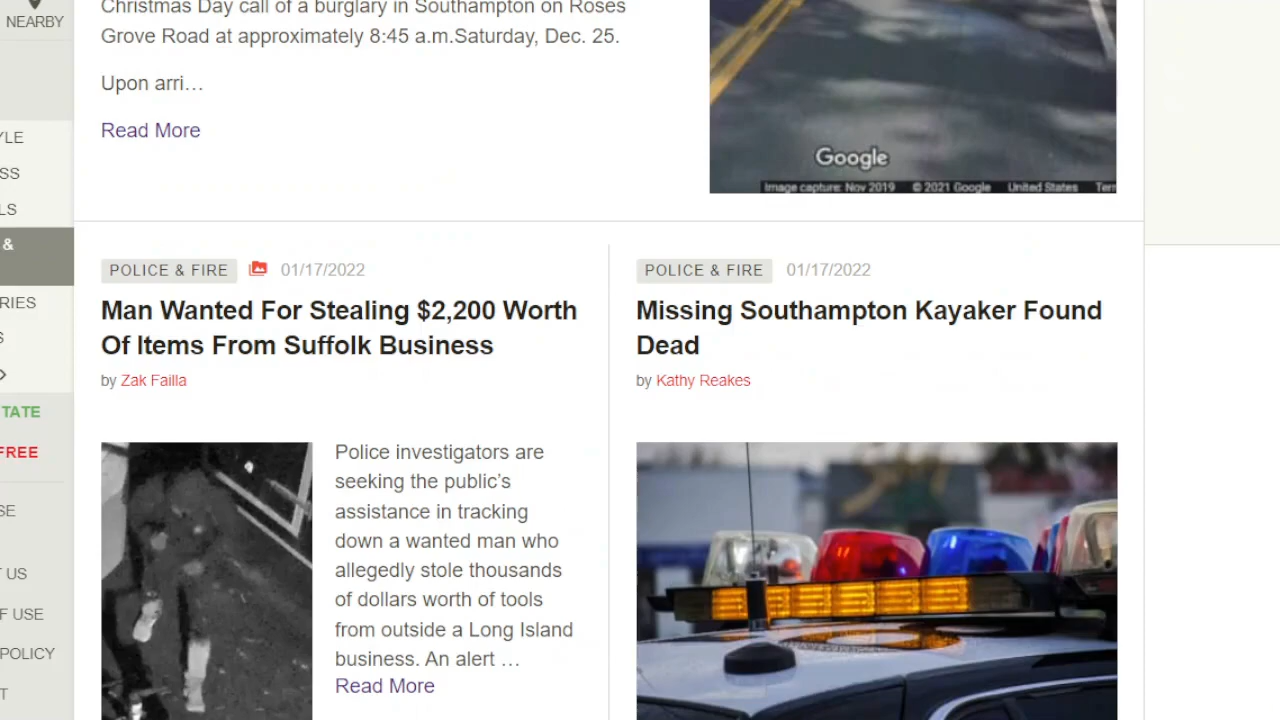 NEARBY
Christmas Day call of a burglary in Southampton on Roses
Grove Road at approximately 8:45 a.m.Saturday, Dec. 25.
Upon arri…
Read More
Google
Image capture: Nov 2019 © 2021 Google United States Terr
YLE
SS
LS
&
RIES
S
TATE
FREE
SE
T US
F USE
POLICY
T
POLICE & FIRE 01/17/2022
Man Wanted For Stealing $2,200 Worth
Of Items From Suffolk Business
by Zak Failla
Police investigators are
seeking the public's
assistance in tracking
down a wanted man who
allegedly stole thousands
of dollars worth of tools
from outside a Long Island
business. An alert …
Read More
POLICE & FIRE 01/17/2022
Missing Southampton Kayaker Found
Dead
by Kathy Reakes